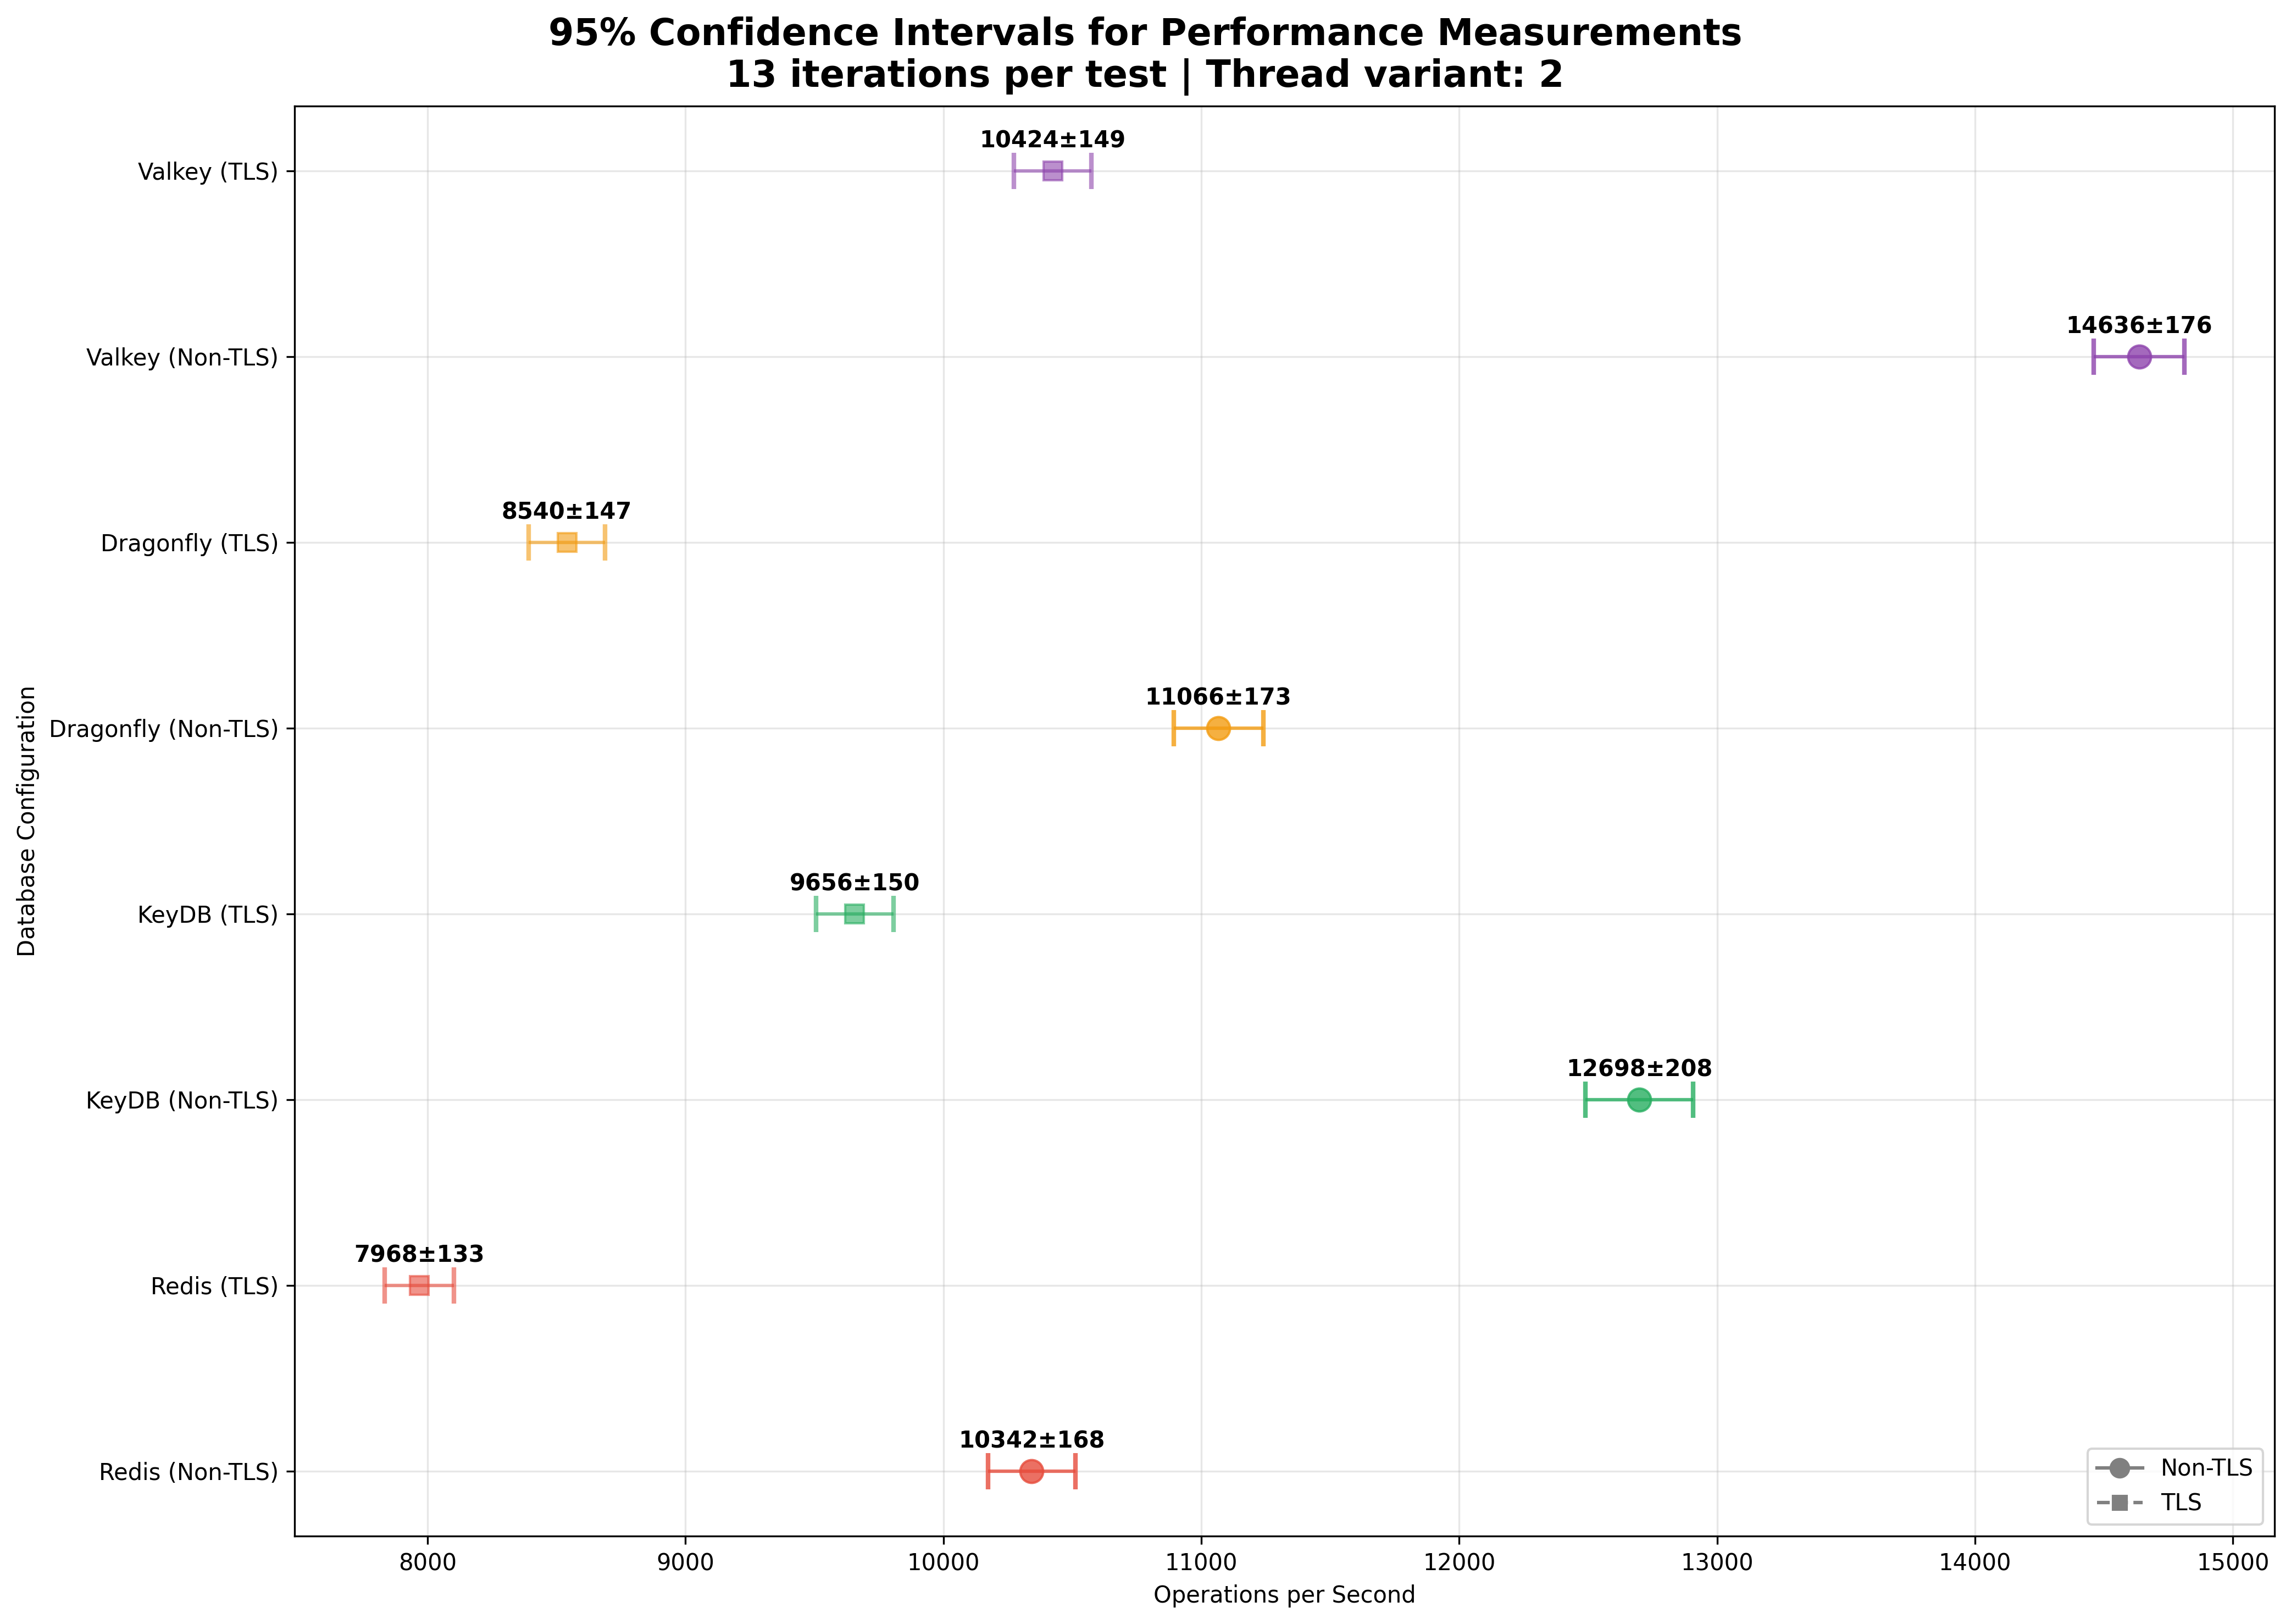 95% Confidence Intervals for Performance Measurements
13 iterations per test | Thread variant: 2
10424±149
Valkey (TLS)
14636±176
Valkey (Non-TLS)
8540±147
Dragonfly (TLS)
11066±173
Dragonfly (Non-TLS)
9656±150
KeyDB (TLS)
12698±208
KeyDB (Non-TLS)
7968±133
Redis (TLS)
10342±168
Redis (Non-TLS)
Database Configuration
Non-TLS
TLS
8000 9000 10000 11000 12000 13000 14000 15000
Operations per Second